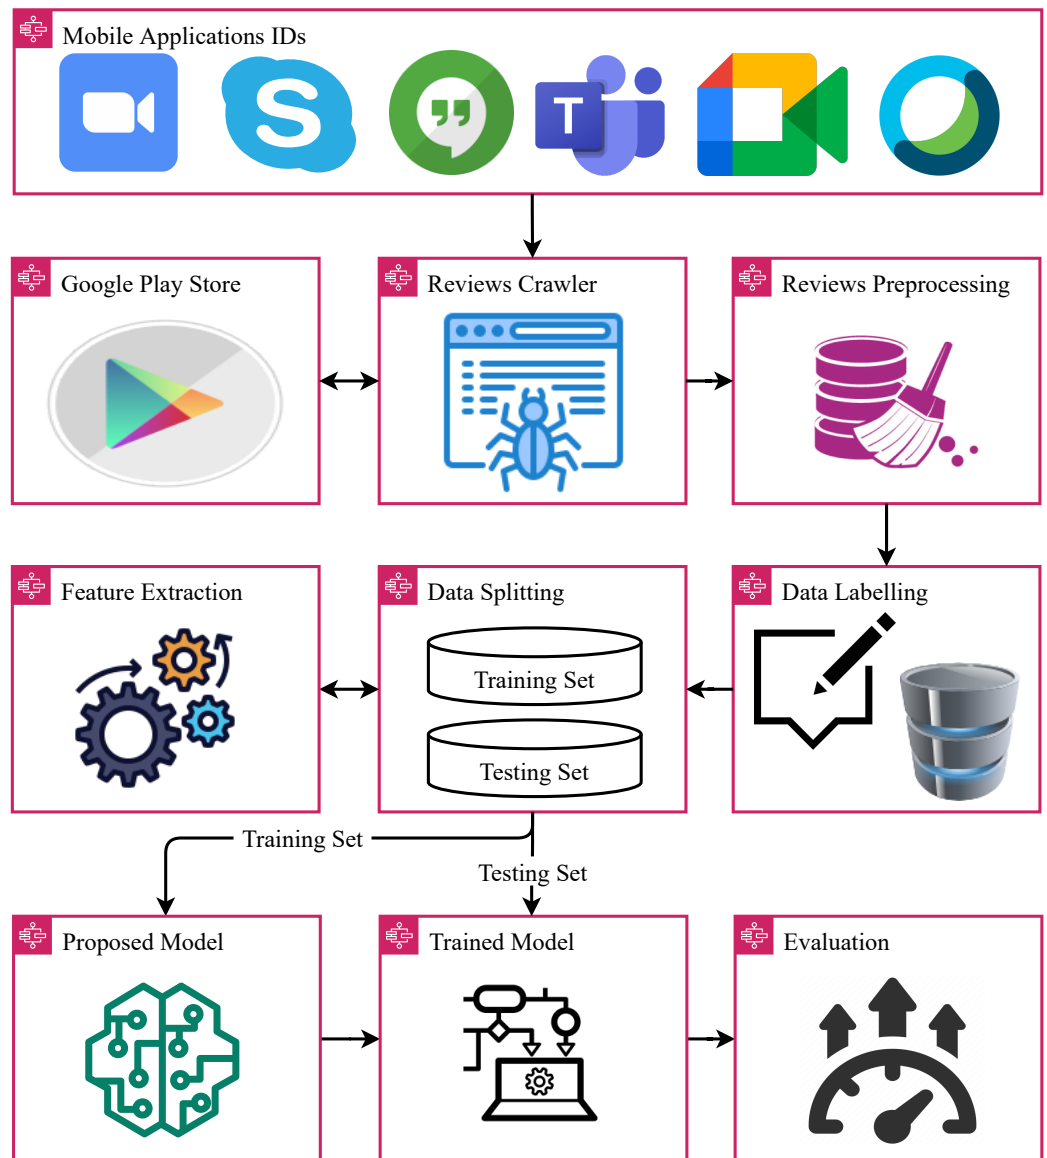 Mobile Applications IDs
S
T
Google Play Store
Reviews Crawler
Reviews Preprocessing
Feature Extraction
Data Splitting
Data Labelling
Training Set
Testing Set
Training Set
Testing Set
Proposed Model
Trained Model
Evaluation